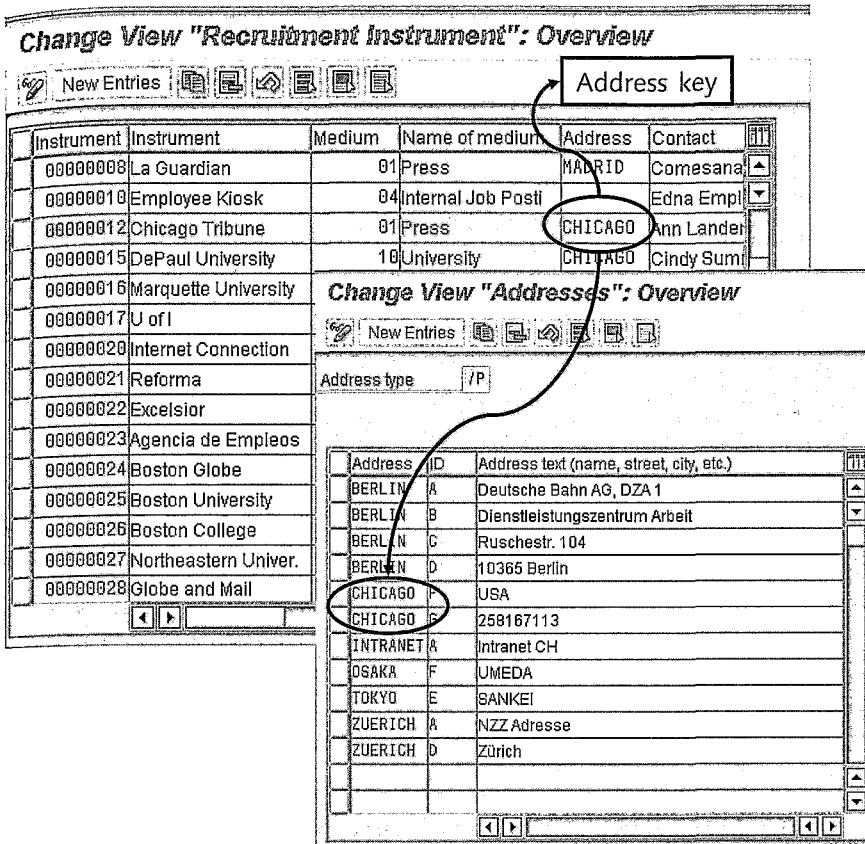 Change View "Recruitment Instrument": Overview
New Entries
Address key
Instrument Instrument Medium Name of medium Address Contact
00000008 La Guardian 01 Press MADRID Comesana
00000010 Employee Kiosk 04 Internal Job Posti Edna Empl
00000012 Chicago Tribune 01 Press CHICAGO Ann Lander
00000015 DePaul University 10 University CHICAGO Cindy Sum
00000016 Marquette University
00000017 U of I
00000020 Internet Connection
00000021 Reforma
00000022 Excelsior
00000023 Agencia de Empleos
00000024 Boston Globe
00000025 Boston University
00000026 Boston College
00000027 Northeastern Univer.
00000028 Globe and Mail
Change View "Addresses": Overview
New Entries
Address type /P
Address ID Address text (name, street, city, etc.)
BERLIN A Deutsche Bahn AG, DZA 1
BERLIN B Dienstleistungszentrum Arbeit
BERLIN C Ruschestr. 104
BERLIN D 10365 Berlin
CHICAGO F USA
CHICAGO G 258167113
INTRANET A Intranet CH
OSAKA F UMEDA
TOKYO E SANKEI
ZUERICH A NZZ Adresse
ZUERICH D Zürich